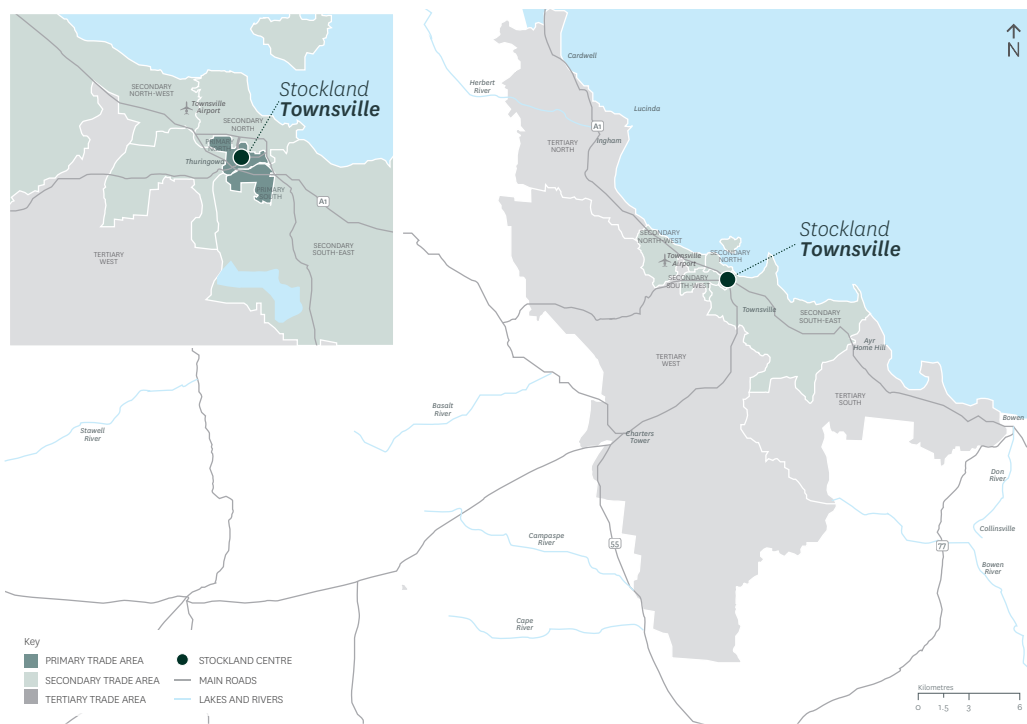 SECONDARY
NORTH-WEST
Townsville
Airport
SECONDARY
NORTH
Stockland
Townsville
PRIMARY
NORTH
Thuringowa
PRIMARY
SOUTH
A1
SECONDARY
SOUTH-EAST
TERTIARY
WEST
N
Cardwell
Herbert
River
Lucinda
A1
Ingham
TERTIARY
NORTH
SECONDARY
NORTH-WEST
Townsville
Airport
SECONDARY
NORTH
SECONDARY
SOUTH-WEST
Stockland
Townsville
Townsville
SECONDARY
SOUTH-EAST
Ayr
Home Hill
TERTIARY
WEST
TERTIARY
SOUTH
Bowen
Basalt
River
Stawell
River
Charters
Tower
Don
River
Collinsville
Bowen
River
Campaspe
River
55
77
Cape
River
Key
PRIMARY TRADE AREA
SECONDARY TRADE AREA
TERTIARY TRADE AREA
STOCKLAND CENTRE
MAIN ROADS
LAKES AND RIVERS
Kilometres
0 1.5 3 6